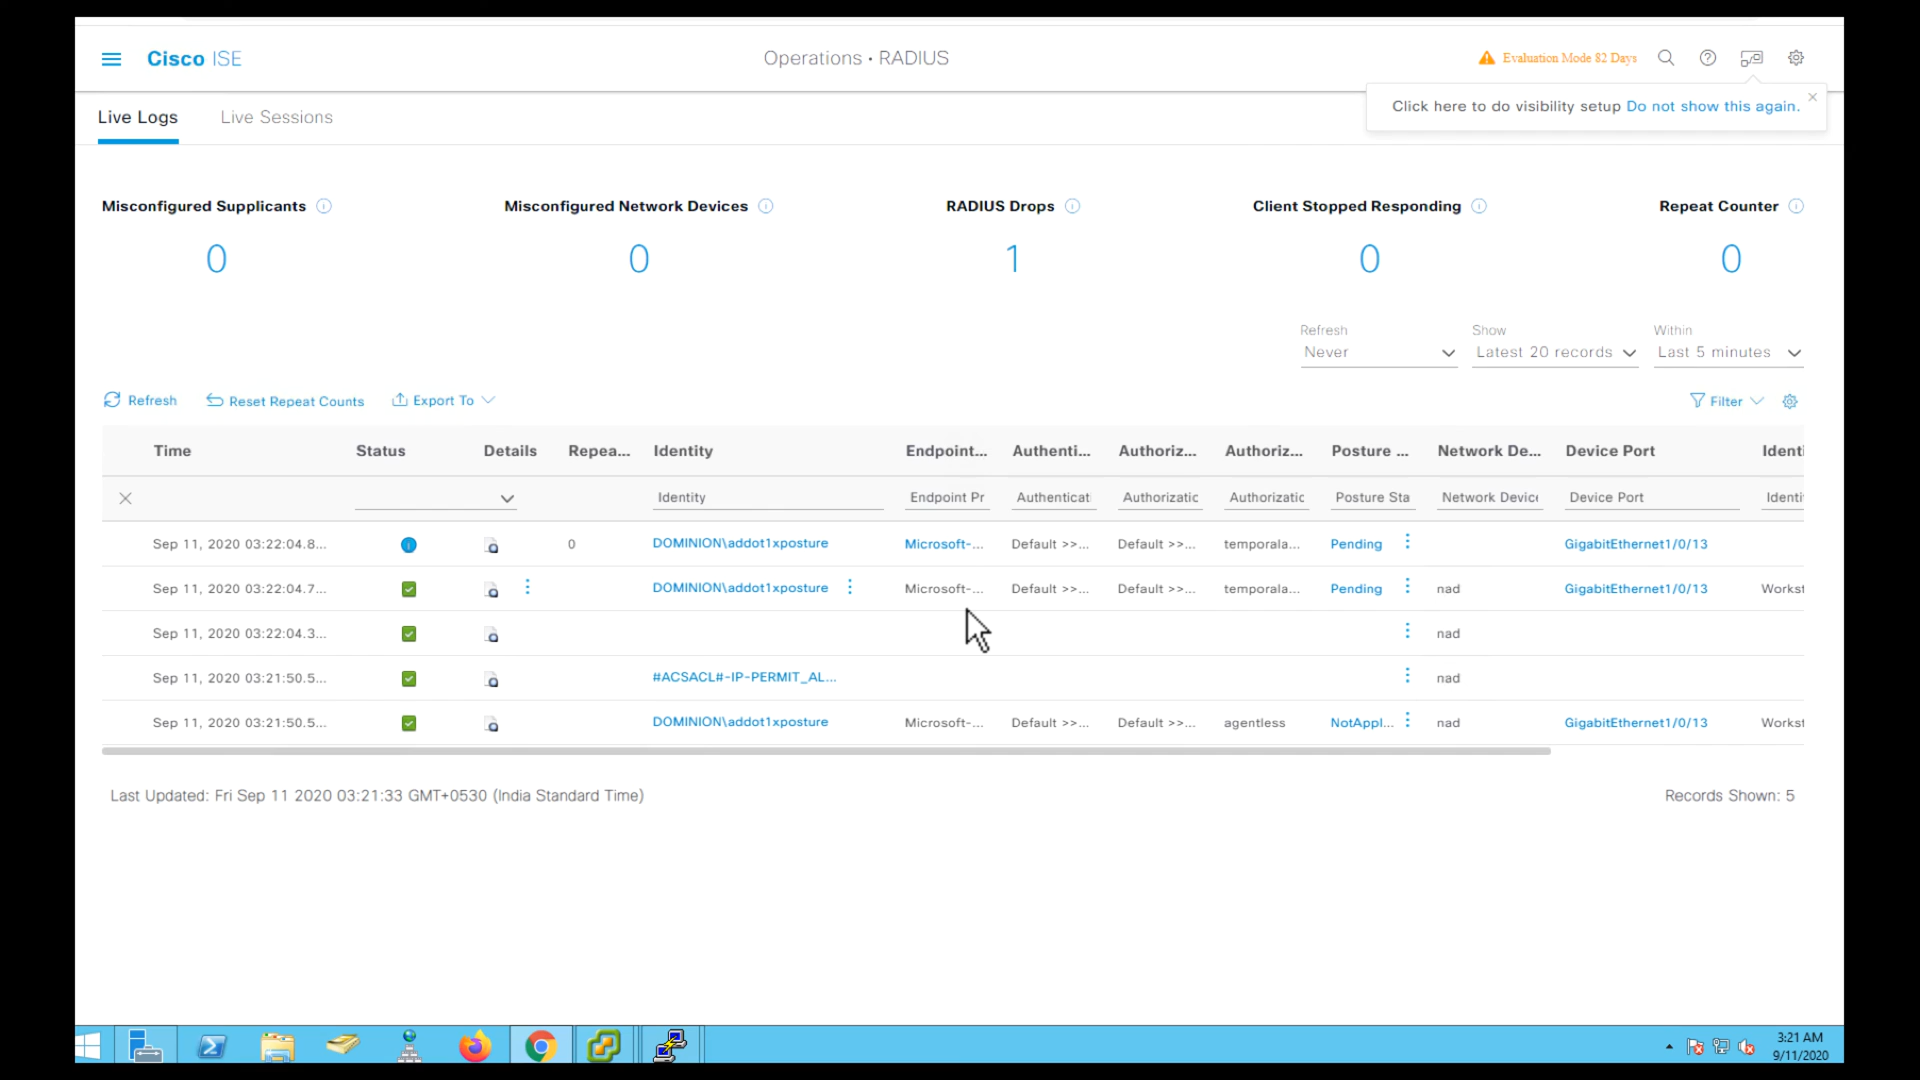 Cisco ISE
Operations • RADIUS
Evaluation Mode 82 Days
Click here to do visibility setup Do not show this again.
Live Logs
Live Sessions
Misconfigured Supplicants
Misconfigured Network Devices
RADIUS Drops
Client Stopped Responding
Repeat Counter
0
0
1
0
0
Refresh
Show
Within
Never
Latest 20 records
Last 5 minutes
Refresh
Reset Repeat Counts
Export To
Filter
Time Status Details Repea... Identity Endpoint... Authenti... Authoriz... Authoriz... Posture ... Network De... Device Port Identi
Identity Endpoint Pr Authenticat Authorizatic Authorizatic Posture Sta Network Device Device Port Identi
Sep 11, 2020 03:22:04.8... 0 DOMINION\addot1xposture Microsoft-... Default >>... Default >>... temporala... Pending GigabitEthernet1/0/13
Sep 11, 2020 03:22:04.7... DOMINION\addot1xposture Microsoft-... Default >>... Default >>... temporala... Pending nad GigabitEthernet1/0/13 Workst
Sep 11, 2020 03:22:04.3... nad
Sep 11, 2020 03:21:50.5... #ACSACL#-IP-PERMIT_AL... nad
Sep 11, 2020 03:21:50.5... DOMINION\addot1xposture Microsoft-... Default >>... Default >>... agentless NotAppl... nad GigabitEthernet1/0/13 Workst
Last Updated: Fri Sep 11 2020 03:21:33 GMT+0530 (India Standard Time)
Records Shown: 5
3:21 AM
9/11/2020